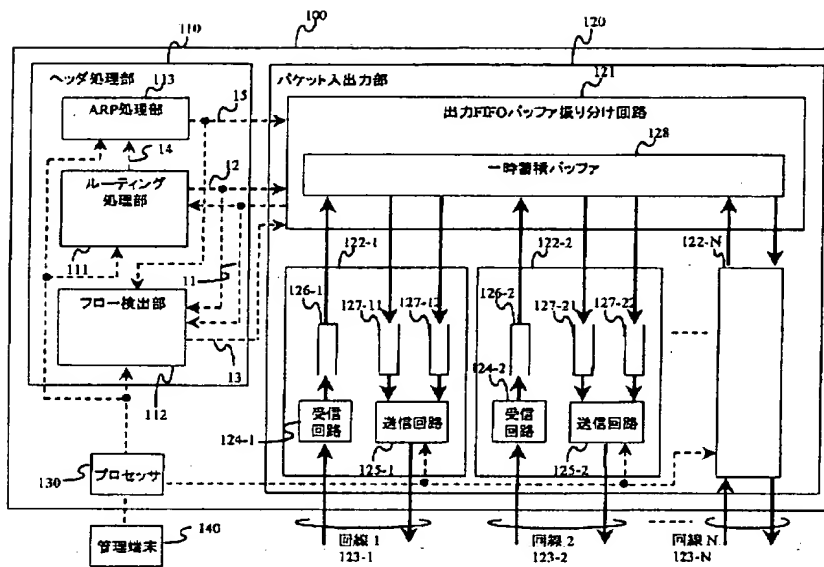 100
110
120
ヘッダ処理部
113
ARP処理部
15
14
12
ルーティング
処理部
111
11
フロー検出部
13
112
パケット入出力部
121
出力FIFOバッファ振り分け回路
128
一時蓄積バッファ
122-1
126-1
127-11
127-12
受信
回路
124-1
送信回路
125-1
122-2
126-2
127-21
127-22
124-2
受信
回路
送信回路
125-2
122-N
130
プロセッサ
管理端末
140
回線 1
123-1
回線 2
123-2
回線 N
123-N